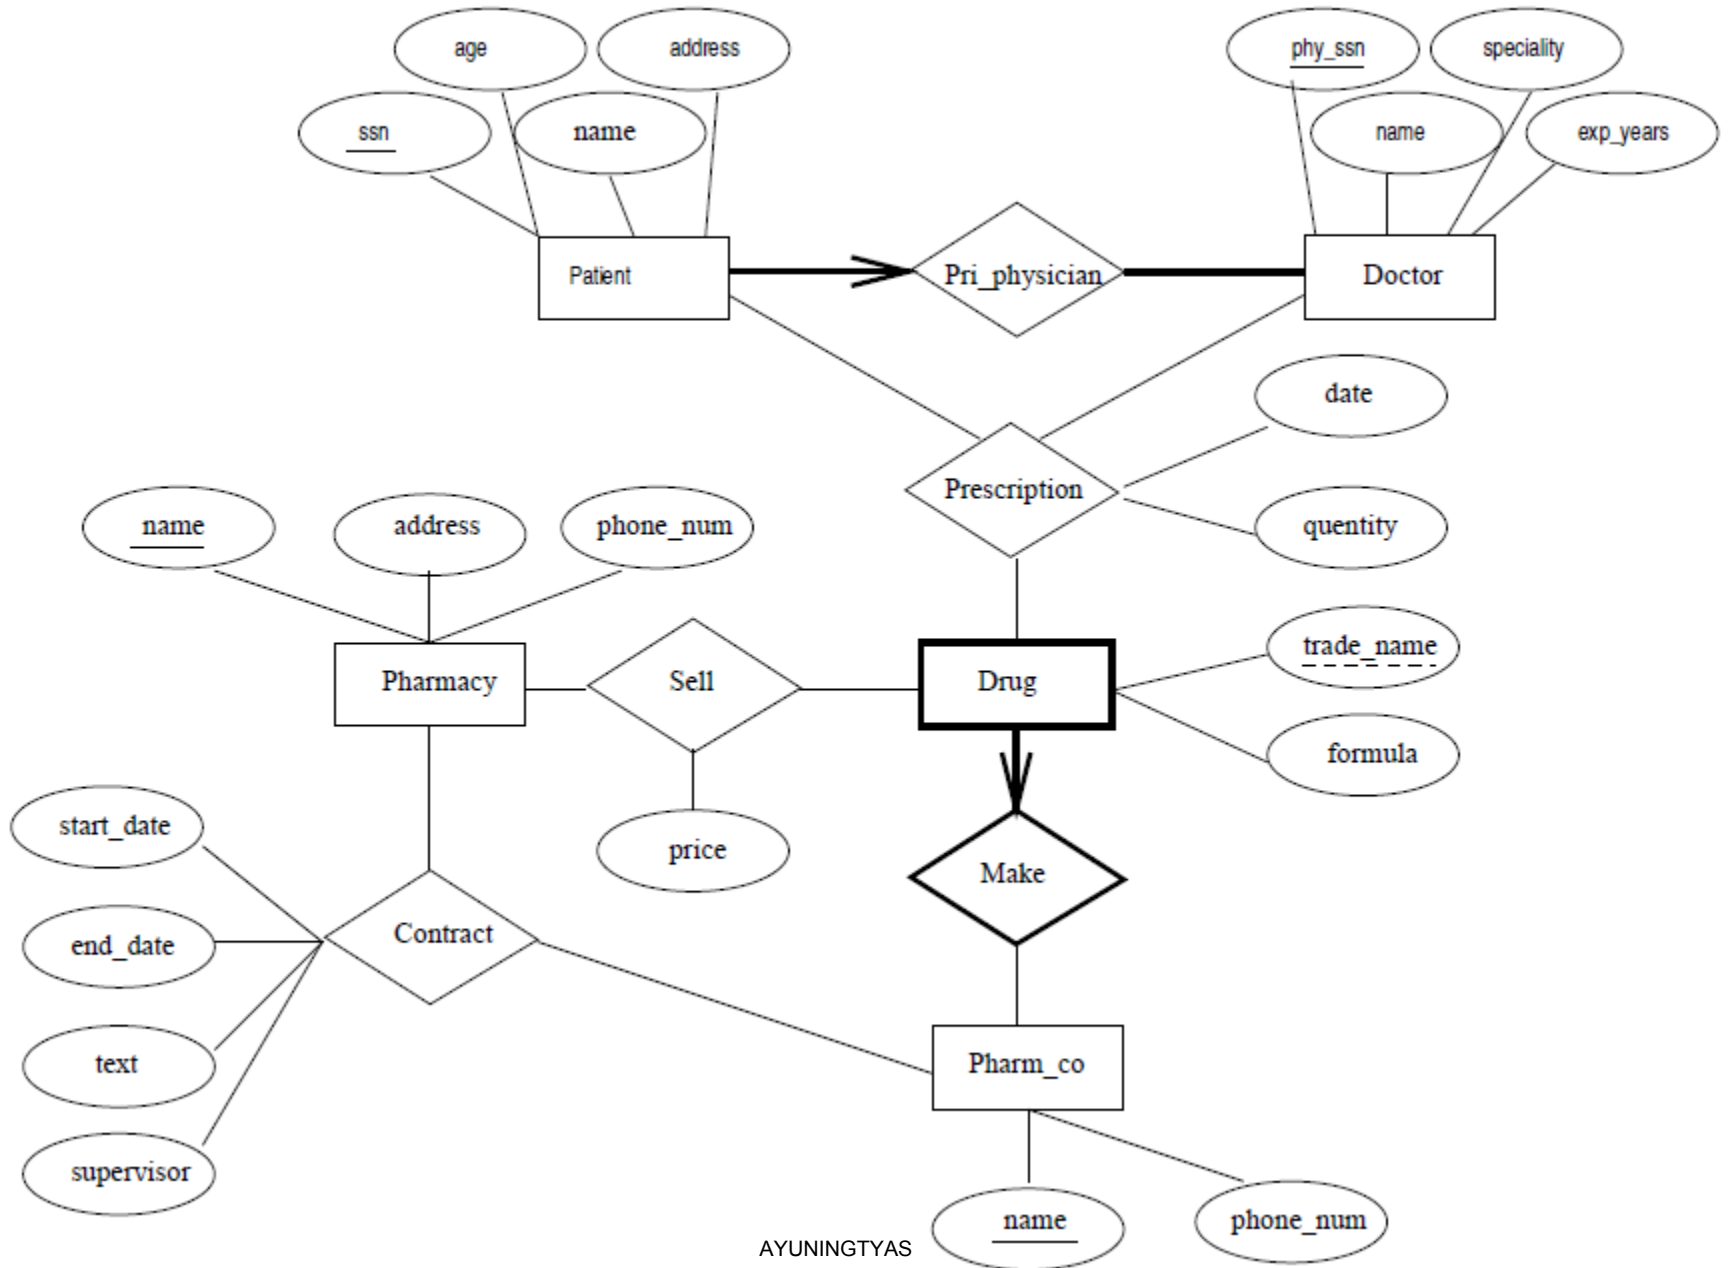 age
address
phy_ssn
speciality
ssn
name
name
exp_years
Patient
Pri_physician
Doctor
date
Prescription
name
address
phone_num
quentity
trade_name
Pharmacy
Sell
Drug
formula
start_date
price
Make
Contract
end_date
text
Pharm_co
supervisor
name
phone_num
AYUNINGTYAS